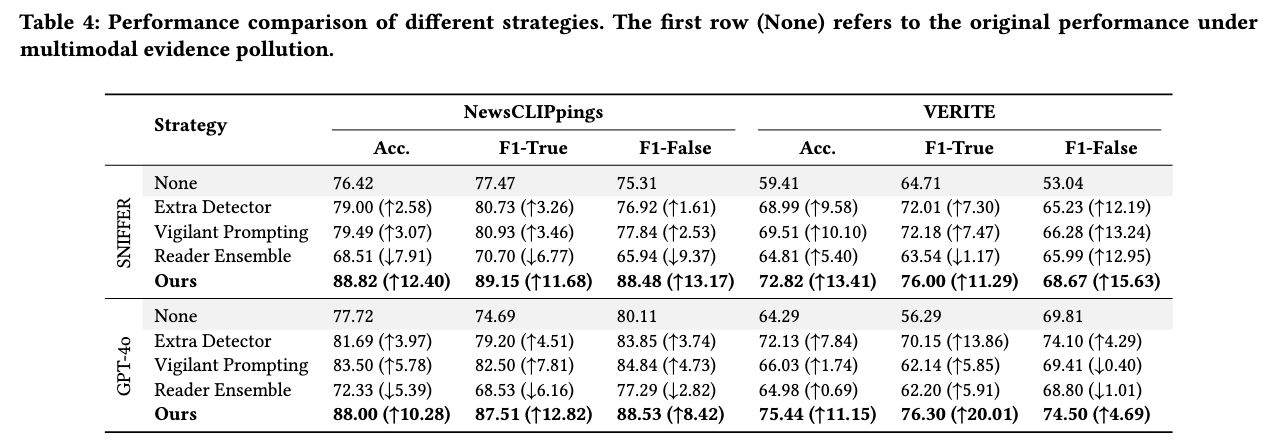 Table 4: Performance comparison of different strategies. The first row (None) refers to the original performance under
multimodal evidence pollution.
Strategy NewsCLIPpings VERITE
Acc. F1-True F1-False Acc. F1-True F1-False
SNIFFER
None 76.42 77.47 75.31 59.41 64.71 53.04
Extra Detector 79.00 (↑2.58) 80.73 (↑3.26) 76.92 (↑1.61) 68.99 (↑9.58) 72.01 (↑7.30) 65.23 (↑12.19)
Vigilant Prompting 79.49 (↑3.07) 80.93 (↑3.46) 77.84 (↑2.53) 69.51 (↑10.10) 72.18 (↑7.47) 66.28 (↑13.24)
Reader Ensemble 68.51 (↓7.91) 70.70 (↓6.77) 65.94 (↓9.37) 64.81 (↑5.40) 63.54 (↓1.17) 65.99 (↑12.95)
Ours 88.82 (↑12.40) 89.15 (↑11.68) 88.48 (↑13.17) 72.82 (↑13.41) 76.00 (↑11.29) 68.67 (↑15.63)
GPT-4o
None 77.72 74.69 80.11 64.29 56.29 69.81
Extra Detector 81.69 (↑3.97) 79.20 (↑4.51) 83.85 (↑3.74) 72.13 (↑7.84) 70.15 (↑13.86) 74.10 (↑4.29)
Vigilant Prompting 83.50 (↑5.78) 82.50 (↑7.81) 84.84 (↑4.73) 66.03 (↑1.74) 62.14 (↑5.85) 69.41 (↓0.40)
Reader Ensemble 72.33 (↓5.39) 68.53 (↓6.16) 77.29 (↓2.82) 64.98 (↑0.69) 62.20 (↑5.91) 68.80 (↓1.01)
Ours 88.00 (↑10.28) 87.51 (↑12.82) 88.53 (↑8.42) 75.44 (↑11.15) 76.30 (↑20.01) 74.50 (↑4.69)